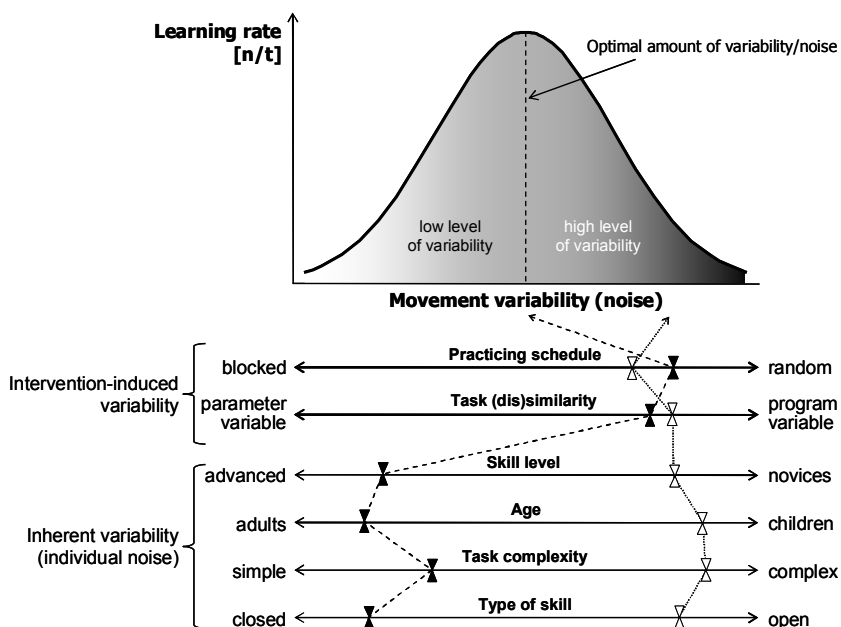 Learning rate
[n/t]
Optimal amount of variability/noise
low level
of variability
high level
of variability
Movement variability (noise)
Intervention-induced
variability
blocked
Practicing schedule
random
parameter
variable
Task (dis)similarity
program
variable
Inherent variability
(individual noise)
advanced
Skill level
novices
adults
Age
children
simple
Task complexity
complex
closed
Type of skill
open